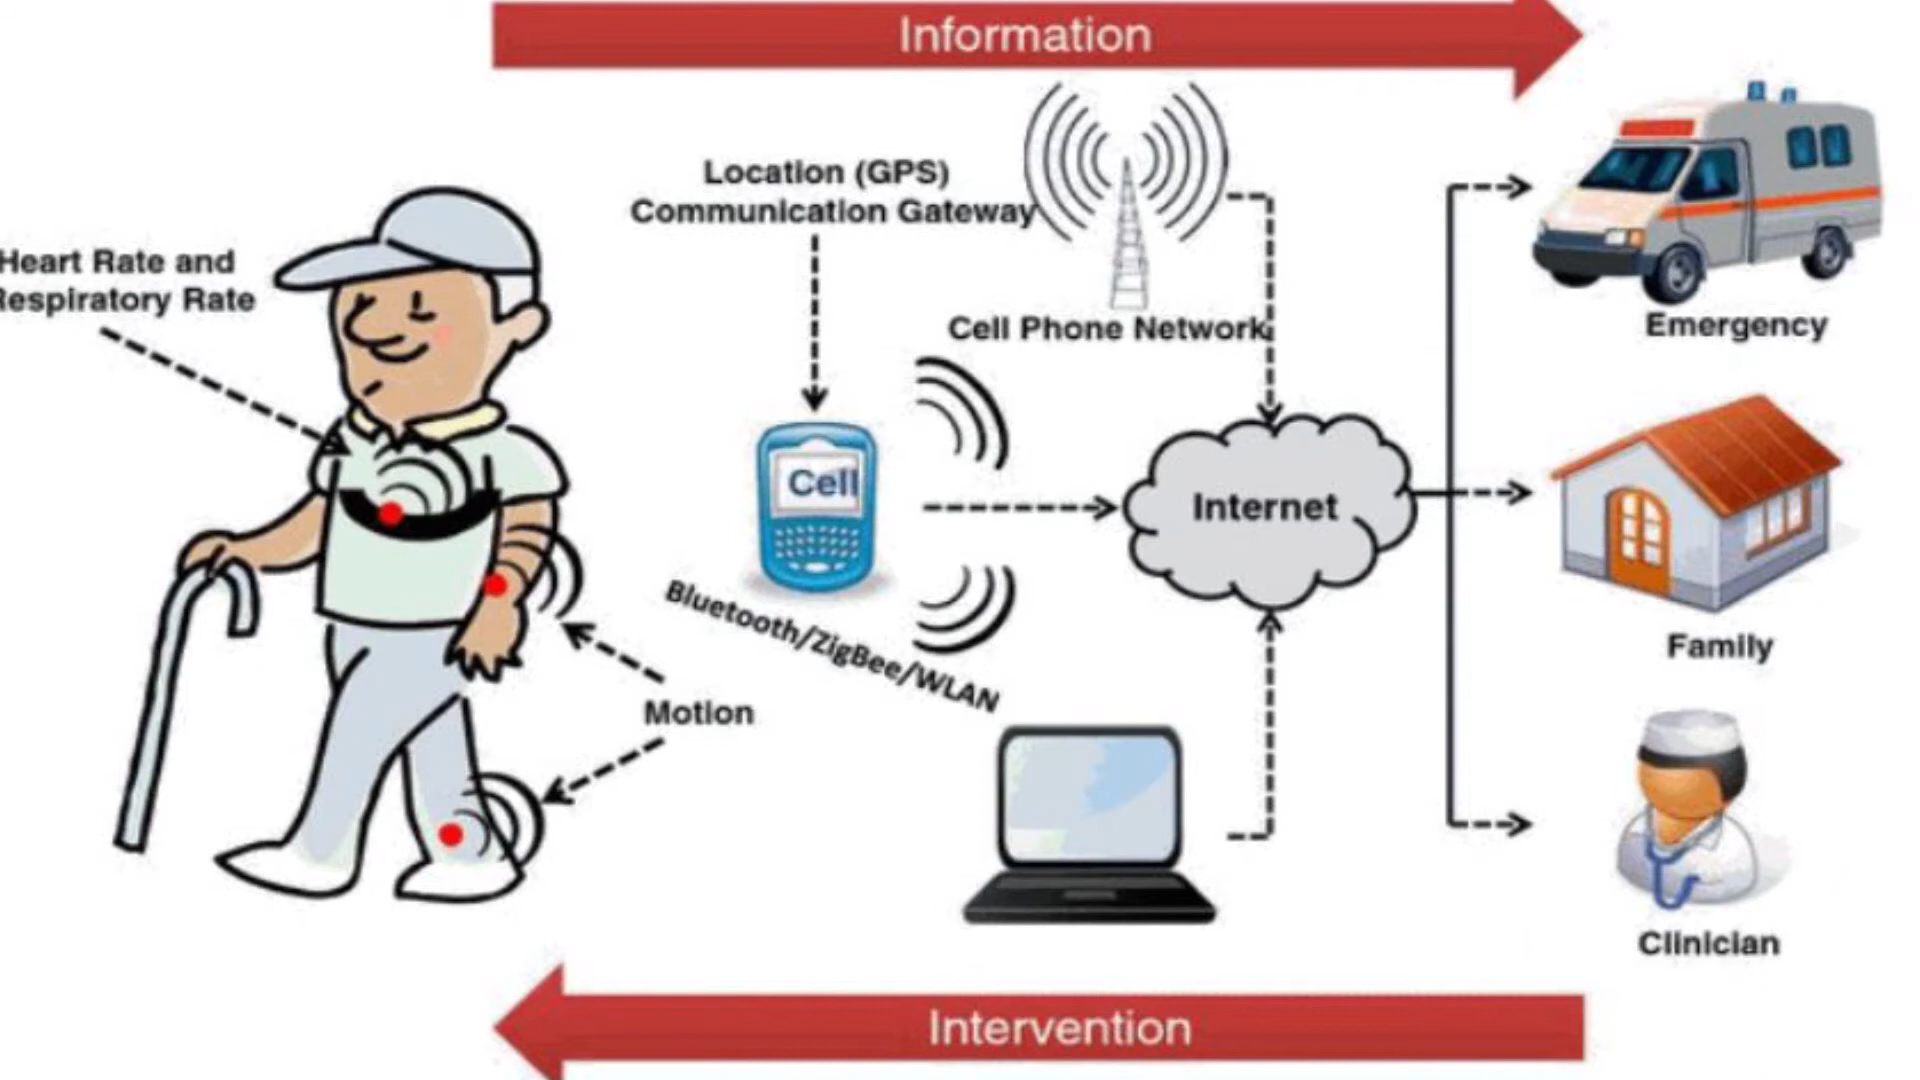 Information
Location (GPS)
Communication Gateway
Heart Rate and
Respiratory Rate
Cell Phone Network
Emergency
Cell
Internet
Bluetooth/ZigBee/WLAN
Family
Motion
Clinician
Intervention